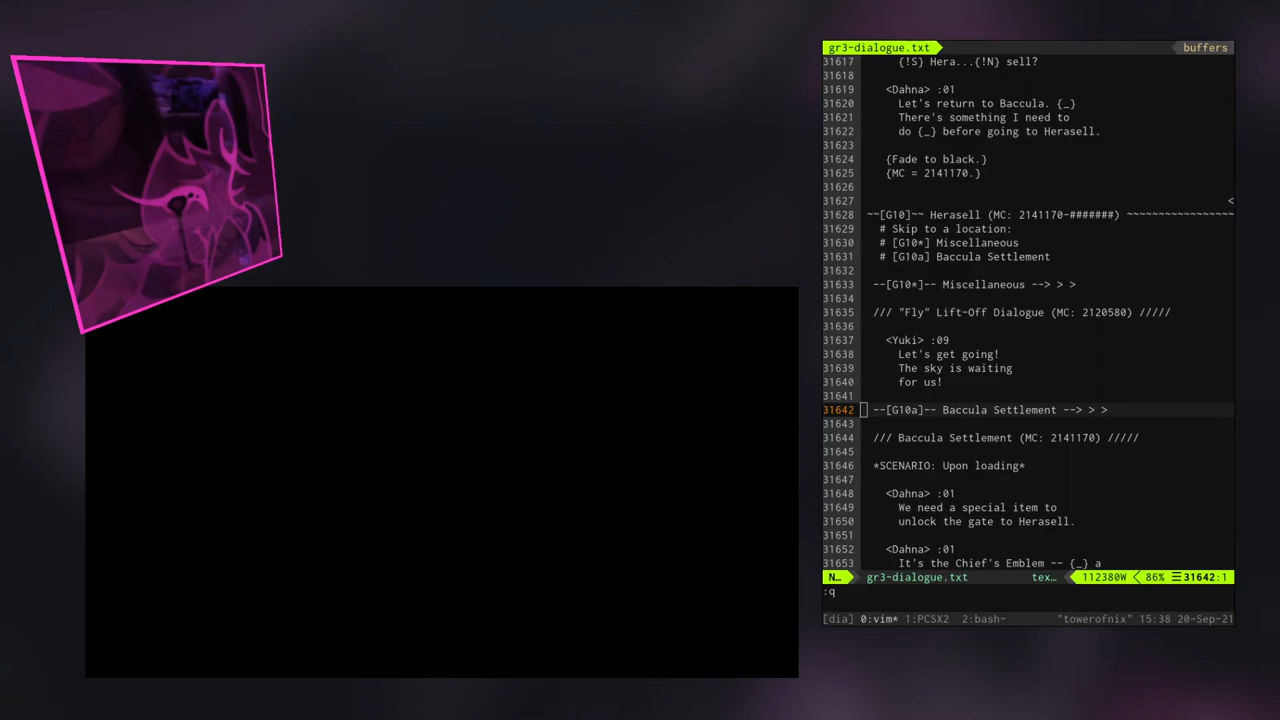 gr3-dialogue.txt buffers
31617 {!S} Hera...{!N} sell?
31618
31619 <Dahna> :01
31620 Let's return to Baccula. {_}
31621 There's something I need to
31622 do {_} before going to Herasell.
31623
31624 {Fade to black.}
31625 {MC = 2141170.}
31626
31627 <
31628 ~~[G10]~~ Herasell (MC: 2141170-#######) ~~~~~~~~~~~~~~~~~
31629 # Skip to a location:
31630 # [G10*] Miscellaneous
31631 # [G10a] Baccula Settlement
31632
31633 --[G10*]-- Miscellaneous --> > >
31634
31635 /// "Fly" Lift-Off Dialogue (MC: 2120580) /////
31636
31637 <Yuki> :09
31638 Let's get going!
31639 The sky is waiting
31640 for us!
31641
31642 --[G10a]-- Baccula Settlement --> > >
31643
31644 /// Baccula Settlement (MC: 2141170) /////
31645
31646 *SCENARIO: Upon loading*
31647
31648 <Dahna> :01
31649 We need a special item to
31650 unlock the gate to Herasell.
31651
31652 <Dahna> :01
31653 It's the Chief's Emblem -- {_} a
N… gr3-dialogue.txt tex… 112380W 86% ☰31642:1
:q
[dia] 0:vim* 1:PCSX2 2:bash- "towerofnix" 15:38 20-Sep-21